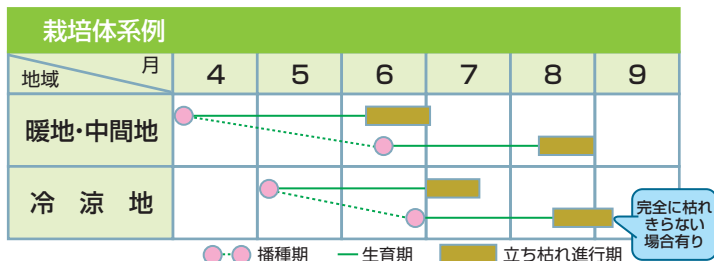 栽培体系例
月
地域
4 5 6 7 8 9
暖地・中間地
冷涼地
完全に枯れ
きらない
場合有り
播種期 生育期 立ち枯れ進行期